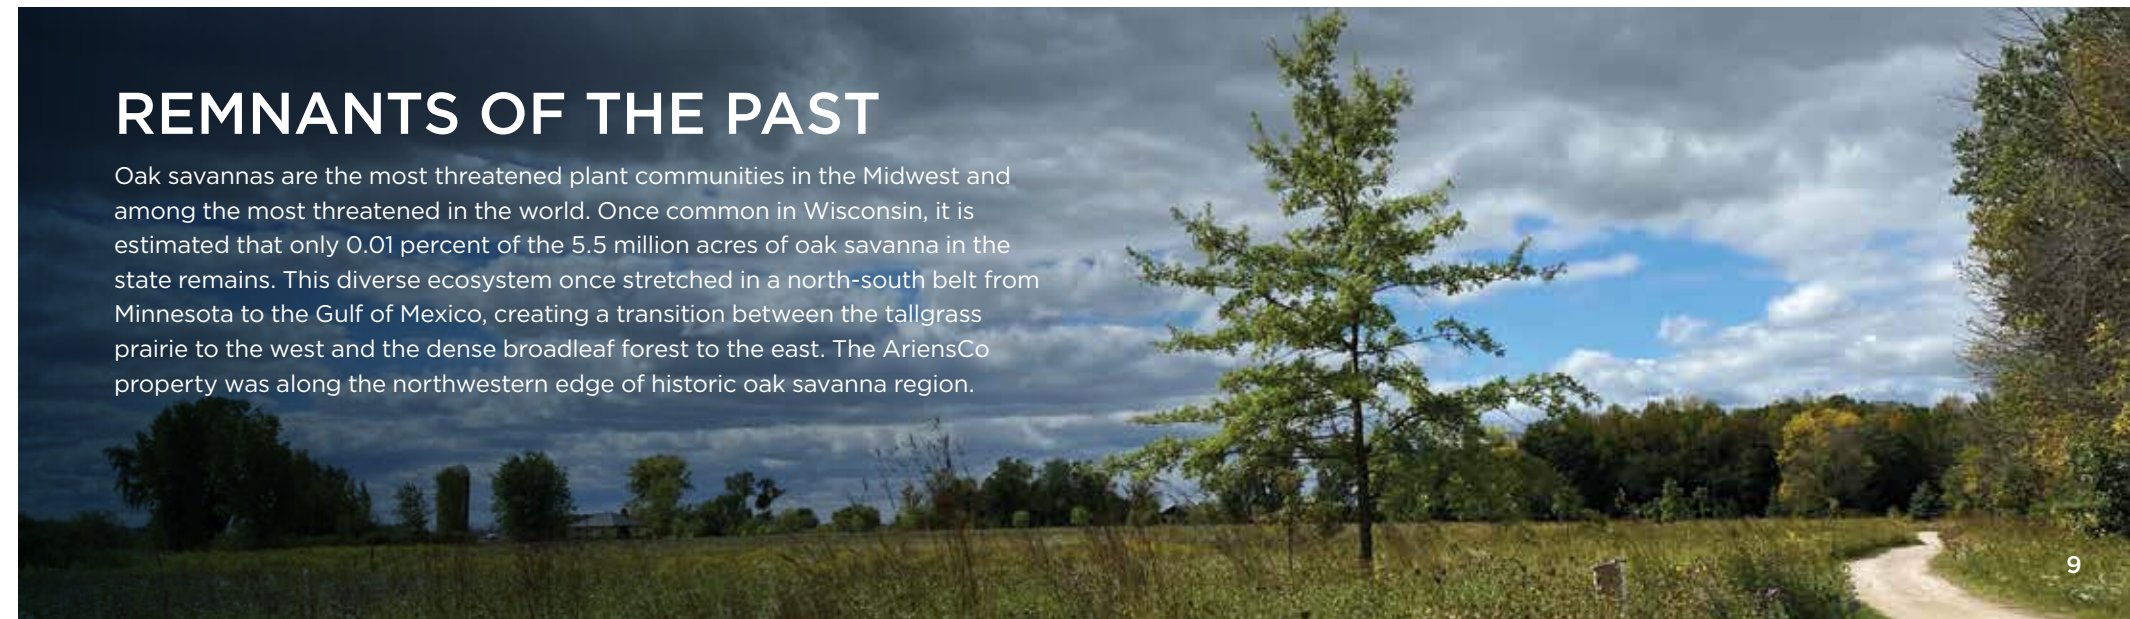 REMNANTS OF THE PAST
Oak savannas are the most threatened plant communities in the Midwest and
among the most threatened in the world. Once common in Wisconsin, it is
estimated that only 0.01 percent of the 5.5 million acres of oak savanna in the
state remains. This diverse ecosystem once stretched in a north-south belt from
Minnesota to the Gulf of Mexico, creating a transition between the tallgrass
prairie to the west and the dense broadleaf forest to the east. The AriensCo
property was along the northwestern edge of historic oak savanna region.
9